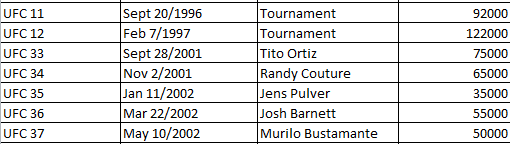 UFC 11 Sept 20/1996 Tournament 92000
UFC 12 Feb 7/1997 Tournament 122000
UFC 33 Sept 28/2001 Tito Ortiz 75000
UFC 34 Nov 2/2001 Randy Couture 65000
UFC 35 Jan 11/2002 Jens Pulver 35000
UFC 36 Mar 22/2002 Josh Barnett 55000
UFC 37 May 10/2002 Murilo Bustamante 50000